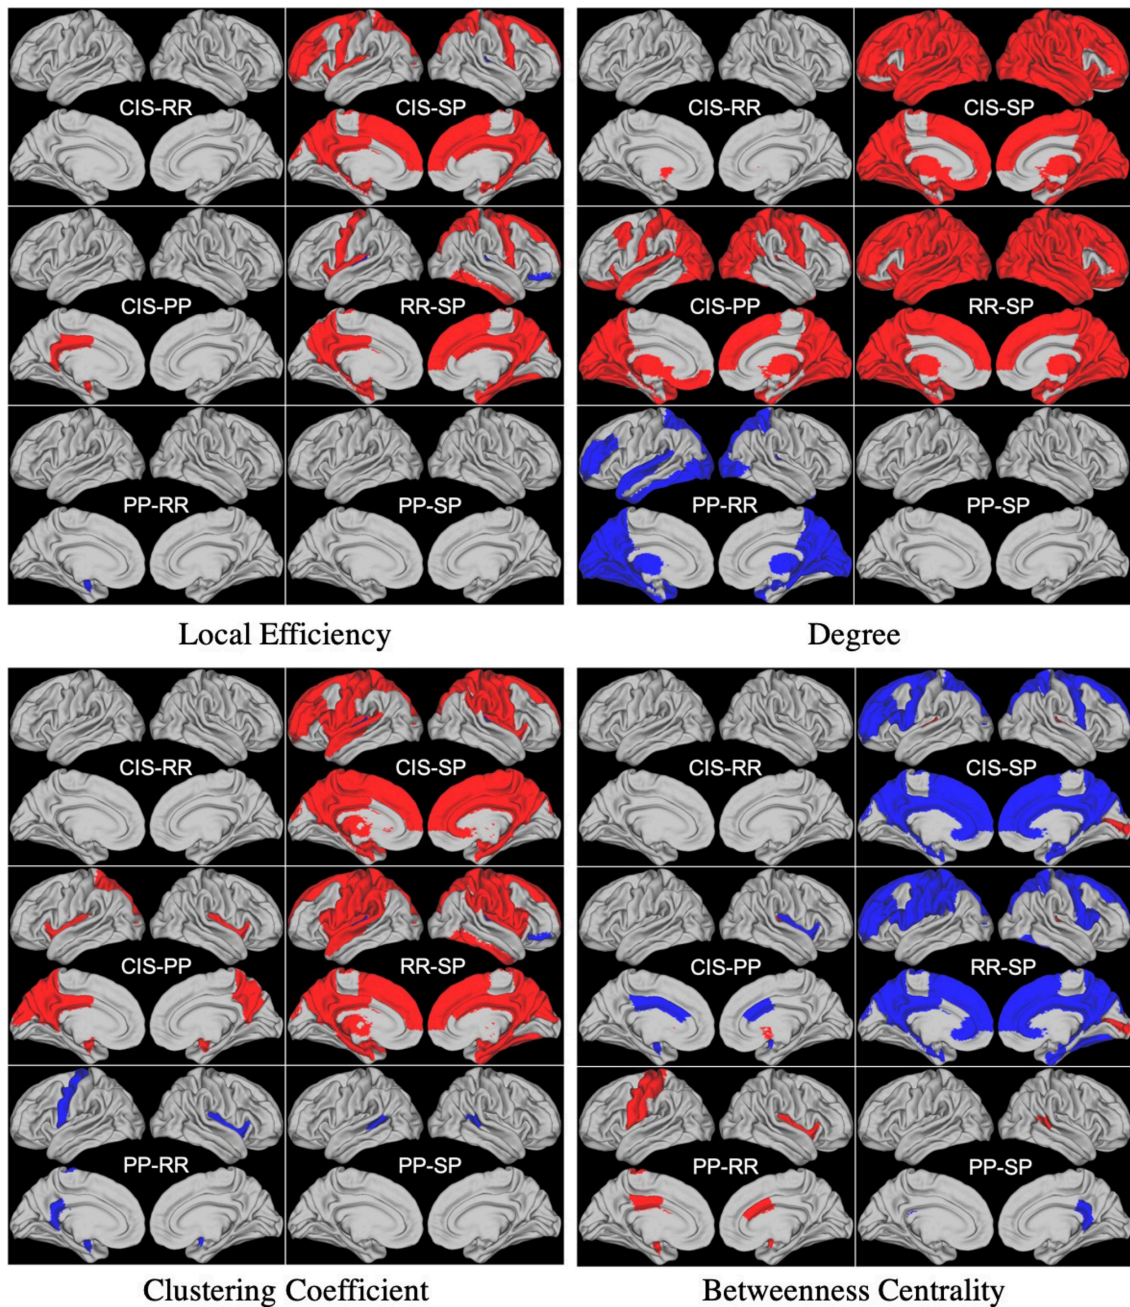 CIS-RR
CIS-SP
CIS-PP
RR-SP
PP-RR
PP-SP
Local Efficiency
CIS-RR
CIS-SP
CIS-PP
RR-SP
PP-RR
PP-SP
Degree
CIS-RR
CIS-SP
CIS-PP
RR-SP
PP-RR
PP-SP
Clustering Coefficient
CIS-RR
CIS-SP
CIS-PP
RR-SP
PP-RR
PP-SP
Betweenness Centrality